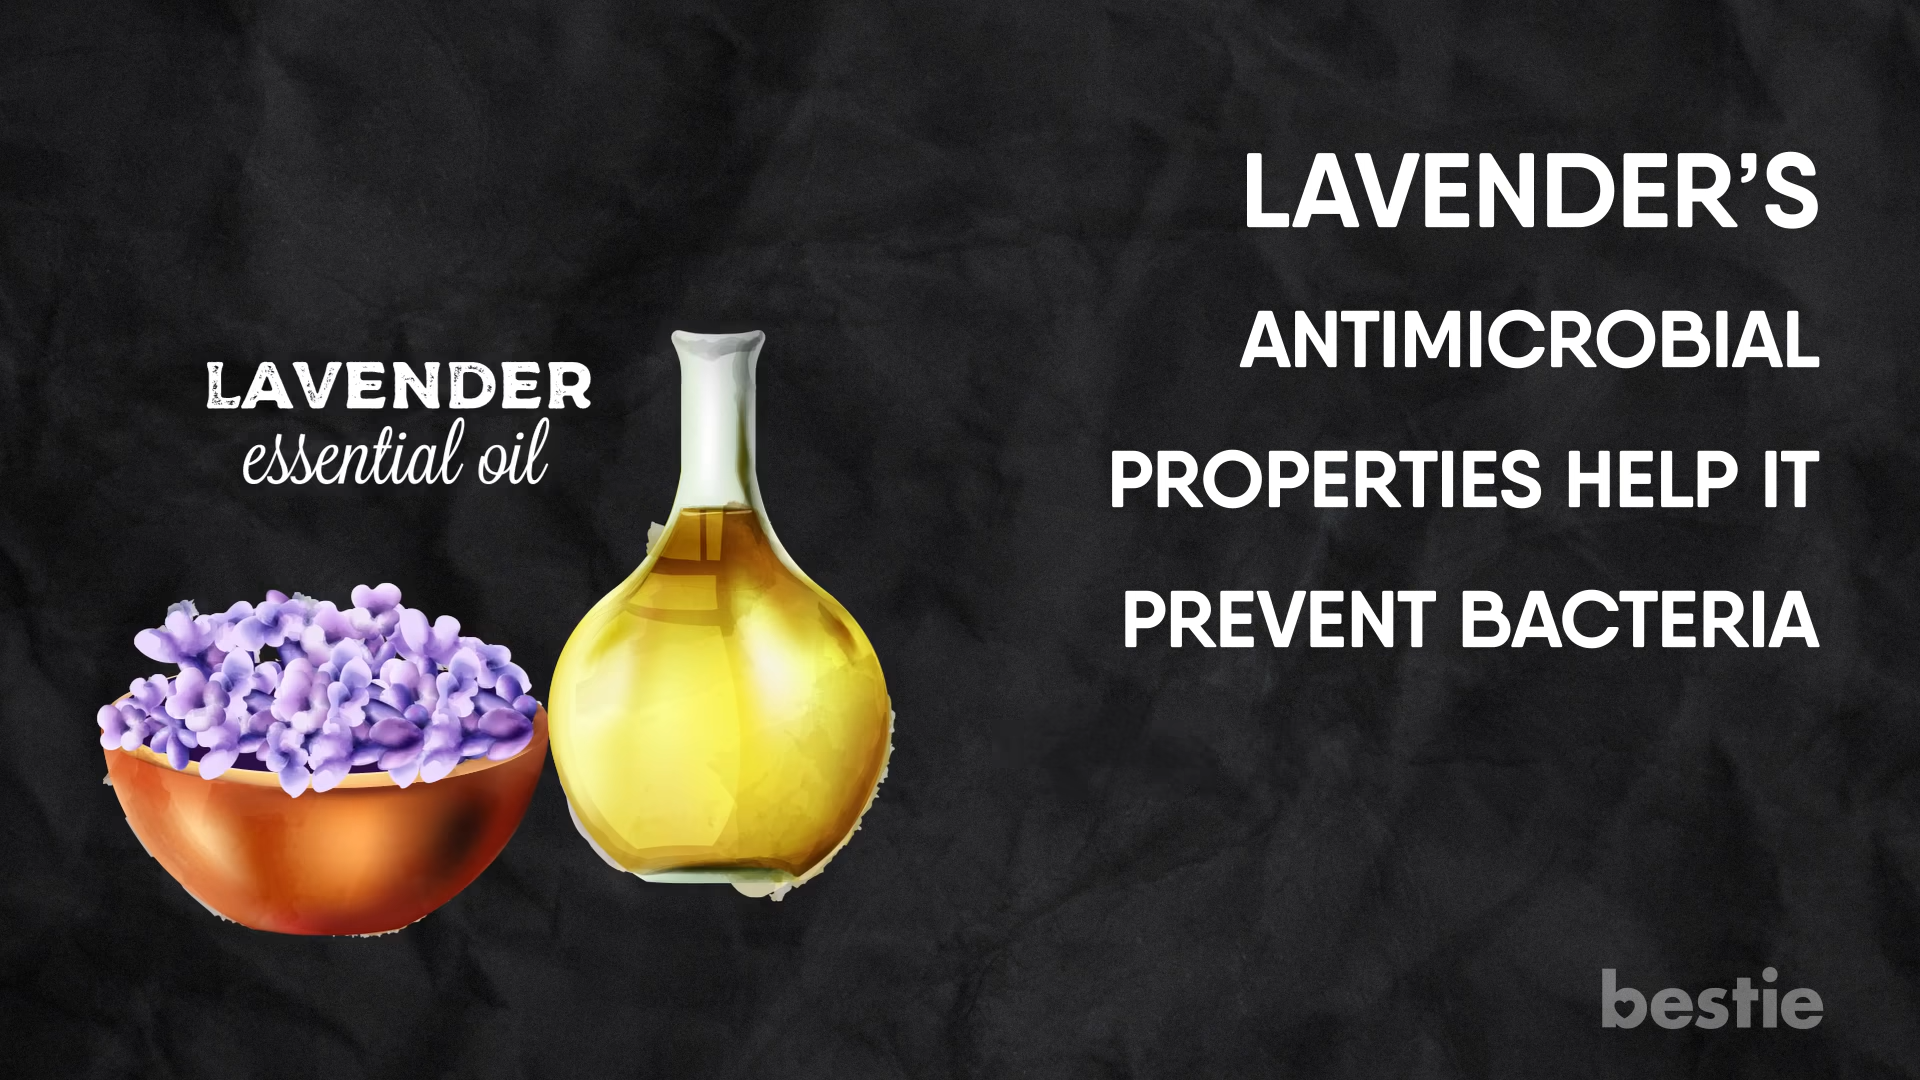 LAVENDER
essential oil
LAVENDER’S
ANTIMICROBIAL
PROPERTIES HELP IT
PREVENT BACTERIA
bestie